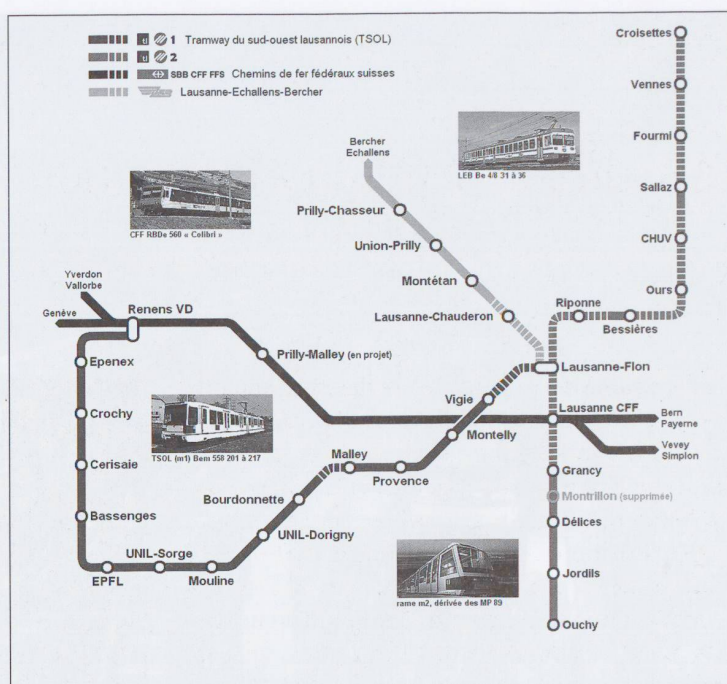 tl 1 Tramway du sud-ouest lausannois (TSOL)
tl 2
SBB CFF FFS Chemins de fer fédéraux suisses
Lausanne-Echallens-Bercher
Croisettes
Vennes
Fourmi
Sallaz
CHUV
Ours
Bessières
Riponne
Lausanne-Flon
LEB Be 4/8 31 à 36
Bercher
Echallens
Prilly-Chasseur
Union-Prilly
Montétan
Lausanne-Chauderon
CFF RBDe 560 « Colibri »
Yverdon
Vallorbe
Genève
Renens VD
Prilly-Malley (en projet)
Epenex
Crochy
Cerisaie
Bassenges
EPFL
UNIL-Sorge
Mouline
UNIL-Dorigny
Bourdonnette
Malley
Provence
Montelly
Vigie
TSOL (m1) Bem 558 201 à 217
Lausanne CFF
Bern
Payerne
Vevey
Simplon
Grancy
Montrillon (supprimée)
Délices
Jordils
Ouchy
rame m2, dérivée des MP 89